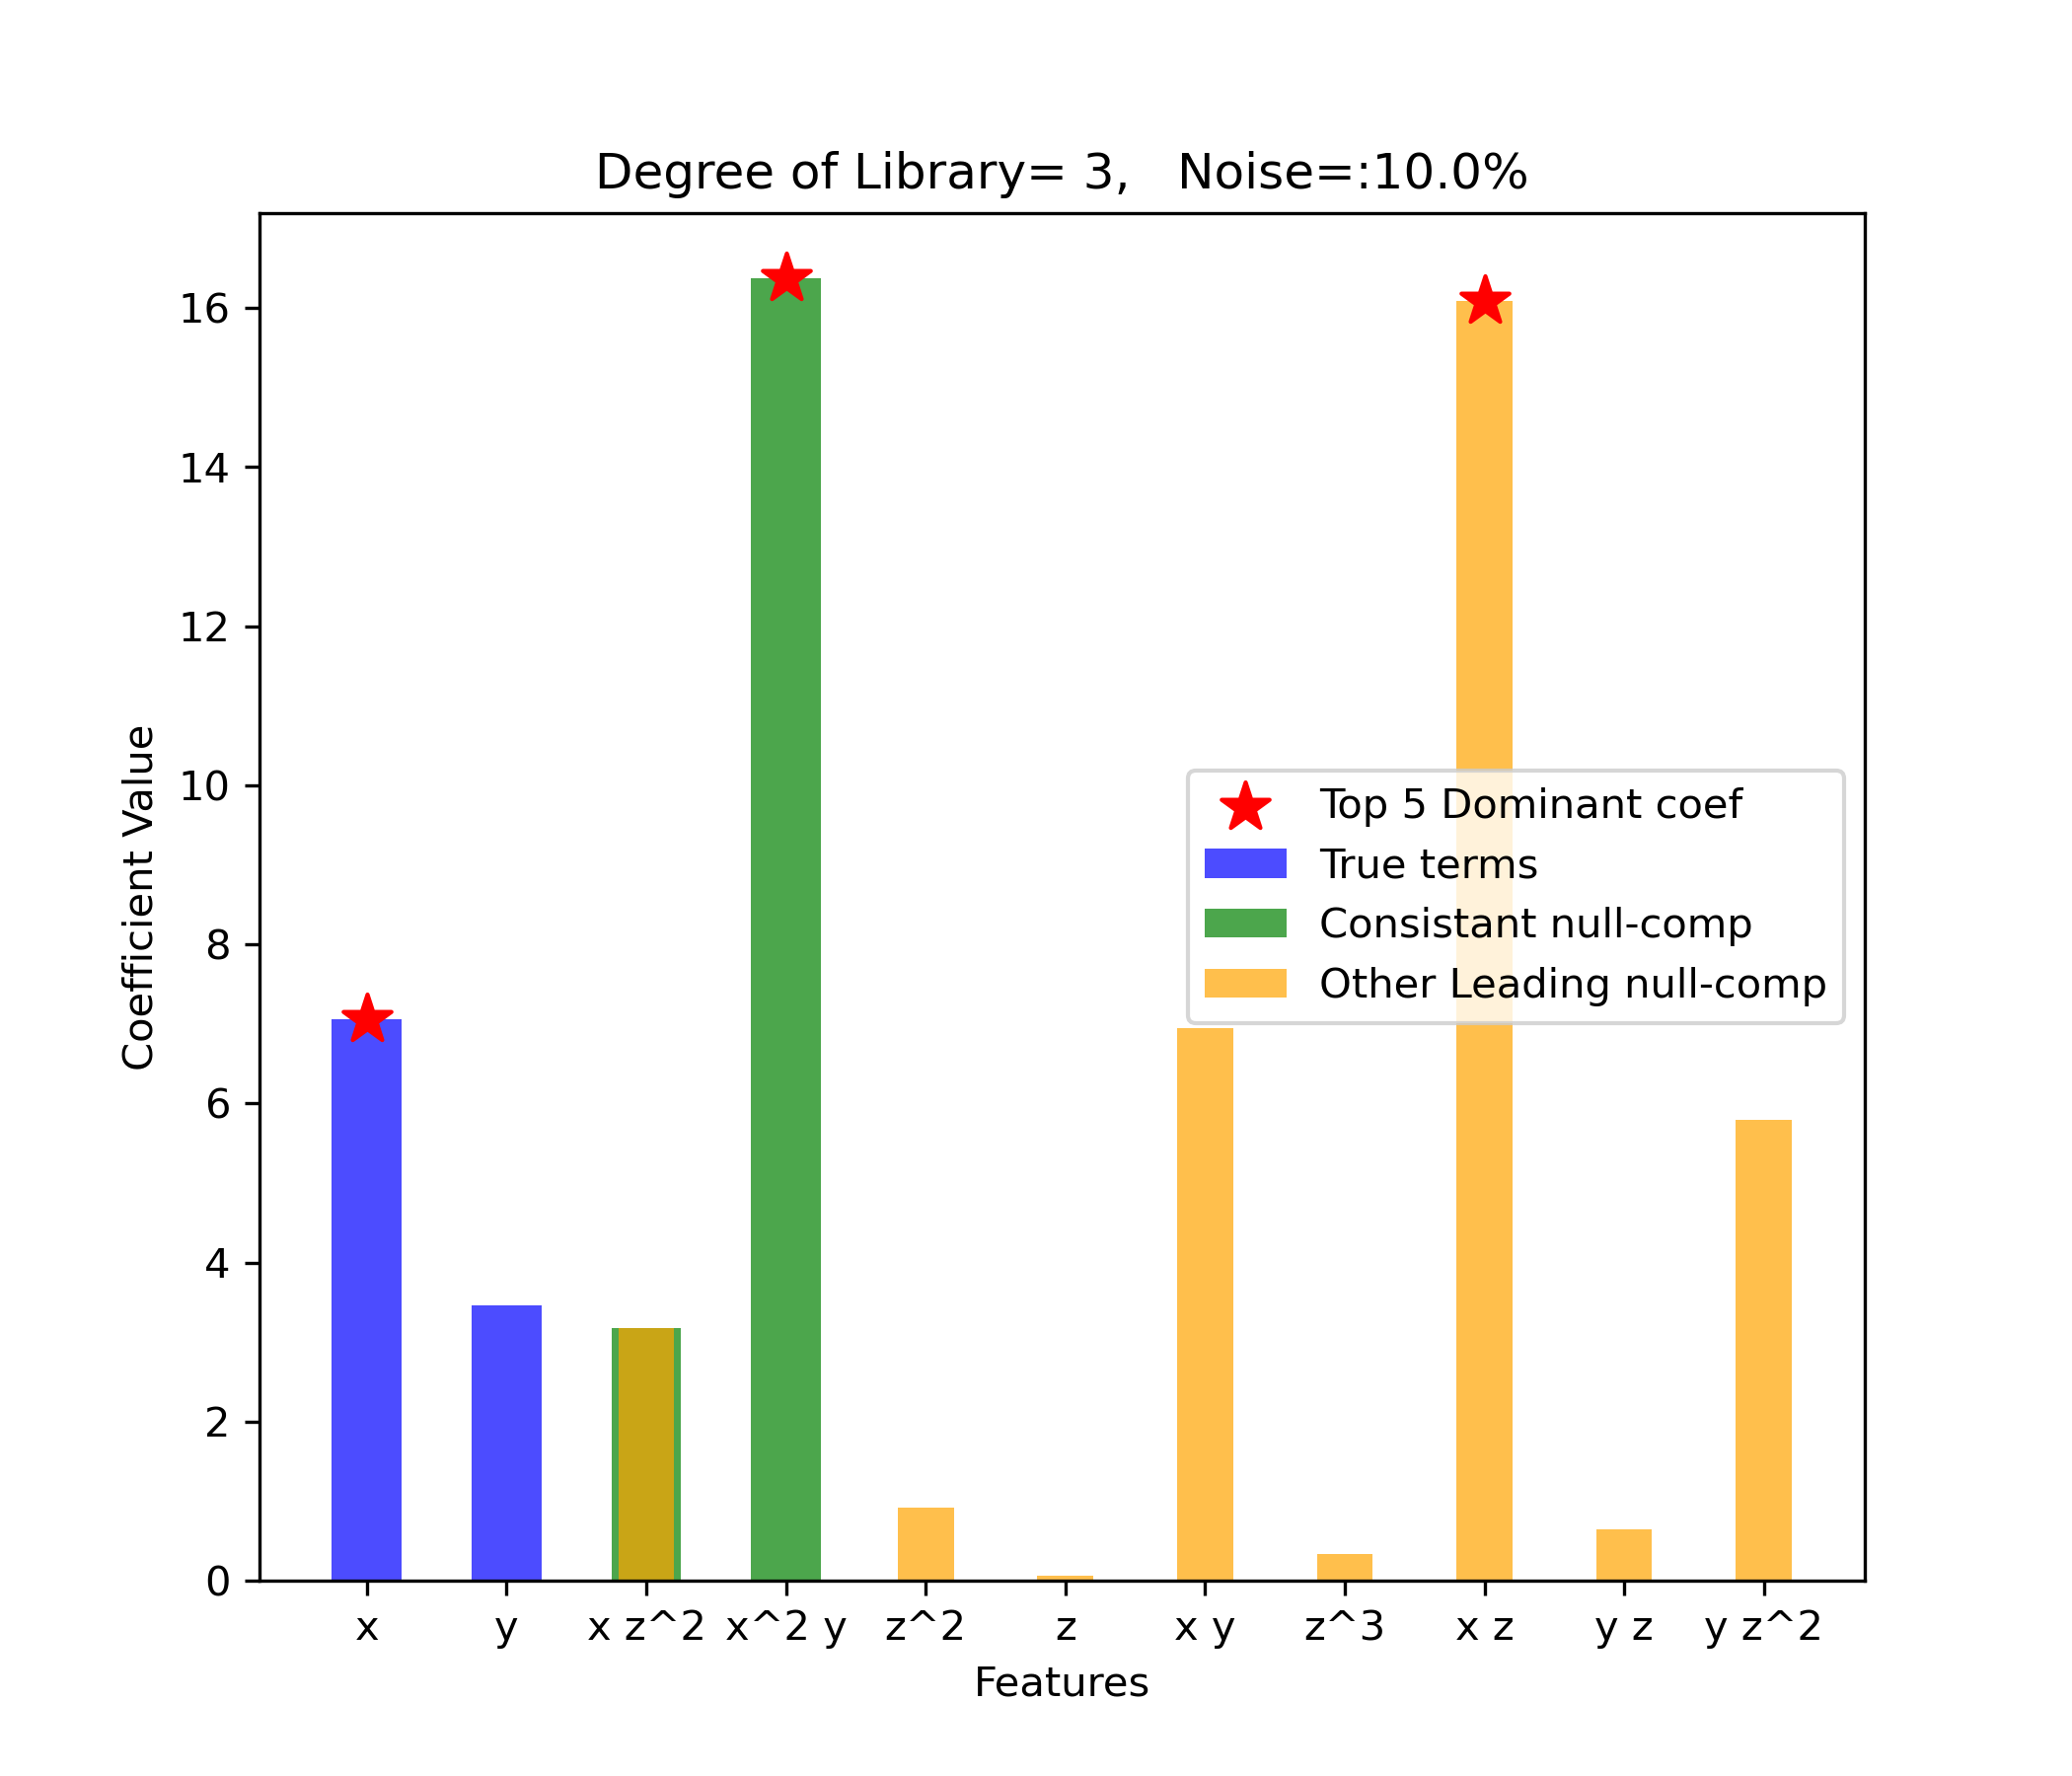 Degree of Library= 3,   Noise=:10.0%
16
14
12
10
8
6
4
2
0
Coefficient Value
Top 5 Dominant coef
True terms
Consistant null-comp
Other Leading null-comp
x y x z^2 x^2 y z^2 z x y z^3 x z y z y z^2
Features